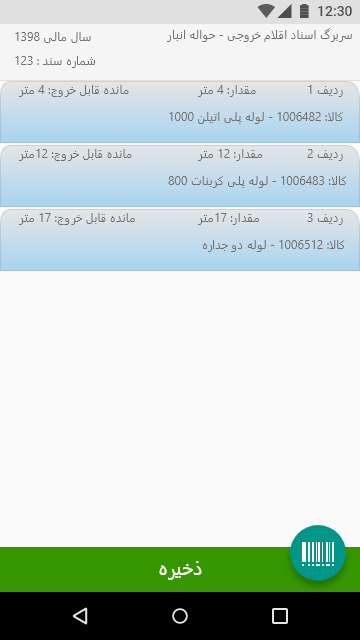 12:30
سربرگ اسناد اقلام خروجی - حواله انبار
سال مالی 1398
شماره سند : 123
ردیف 1 مقدار: 4 متر مانده قابل خروج: 4 متر
کالا: 1006482 - لوله پلی اتیلن 1000
ردیف 2 مقدار: 12 متر مانده قابل خروج: 12متر
کالا: 1006483 - لوله پلی کربنات 800
ردیف 3 مقدار: 17متر مانده قابل خروج: 17 متر
کالا: 1006512 - لوله دو جداره
ذخیره